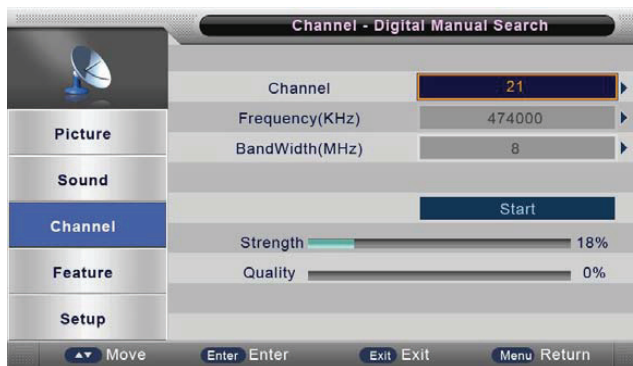 Channel - Digital Manual Search
Channel 21
Frequency(KHz) 474000
BandWidth(MHz) 8
Start
Strength 18%
Quality 0%
Picture
Sound
Channel
Feature
Setup
Move Enter Enter Exit Exit Menu Return